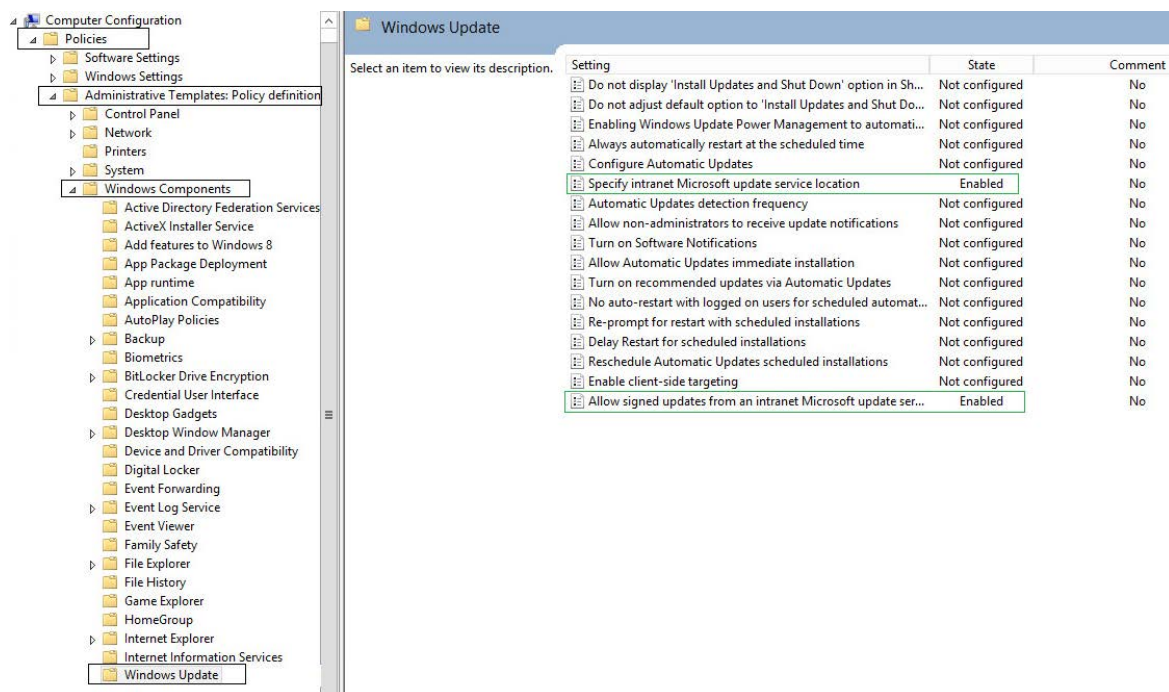 Computer Configuration
Policies
Software Settings
Windows Settings
Administrative Templates: Policy definition
Control Panel
Network
Printers
System
Windows Components
Active Directory Federation Services
ActiveX Installer Service
Add features to Windows 8
App Package Deployment
App runtime
Application Compatibility
AutoPlay Policies
Backup
Biometrics
BitLocker Drive Encryption
Credential User Interface
Desktop Gadgets
Desktop Window Manager
Device and Driver Compatibility
Digital Locker
Event Forwarding
Event Log Service
Event Viewer
Family Safety
File Explorer
File History
Game Explorer
HomeGroup
Internet Explorer
Internet Information Services
Windows Update
Windows Update
Select an item to view its description.
Setting State Comment
Do not display 'Install Updates and Shut Down' option in Sh... Not configured No
Do not adjust default option to 'Install Updates and Shut Do... Not configured No
Enabling Windows Update Power Management to automati... Not configured No
Always automatically restart at the scheduled time Not configured No
Configure Automatic Updates Not configured No
Specify intranet Microsoft update service location Enabled No
Automatic Updates detection frequency Not configured No
Allow non-administrators to receive update notifications Not configured No
Turn on Software Notifications Not configured No
Allow Automatic Updates immediate installation Not configured No
Turn on recommended updates via Automatic Updates Not configured No
No auto-restart with logged on users for scheduled automat... Not configured No
Re-prompt for restart with scheduled installations Not configured No
Delay Restart for scheduled installations Not configured No
Reschedule Automatic Updates scheduled installations Not configured No
Enable client-side targeting Not configured No
Allow signed updates from an intranet Microsoft update ser... Enabled No